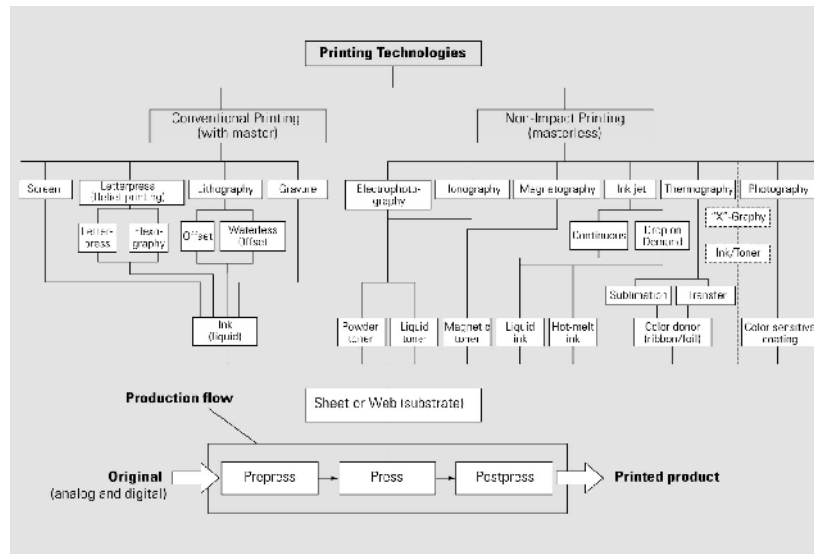 Printing Technologies
Conventional Printing
(with master)
Non-Impact Printing
(masterless)
Screen
Letterpress
(Relief printing)
Lithography
Gravure
Electrophoto-
graphy
Ionography
Magnetography
Ink jet
Thermography
Photography
Letter-
press
Flexo-
graphy
Offset
Waterless
Offset
Continuous
Drop on
Demand
"X"-Graphy
Ink/Toner
Sublimation
Transfer
Ink
(liquid)
Powder
toner
Liquid
toner
Magnetic
toner
Liquid
ink
Hot-melt
ink
Color donor
(ribbon/foil)
Color sensitive
coating
Sheet or Web (substrate)
Production flow
Original
(analog and digital)
Prepress
Press
Postpress
Printed product